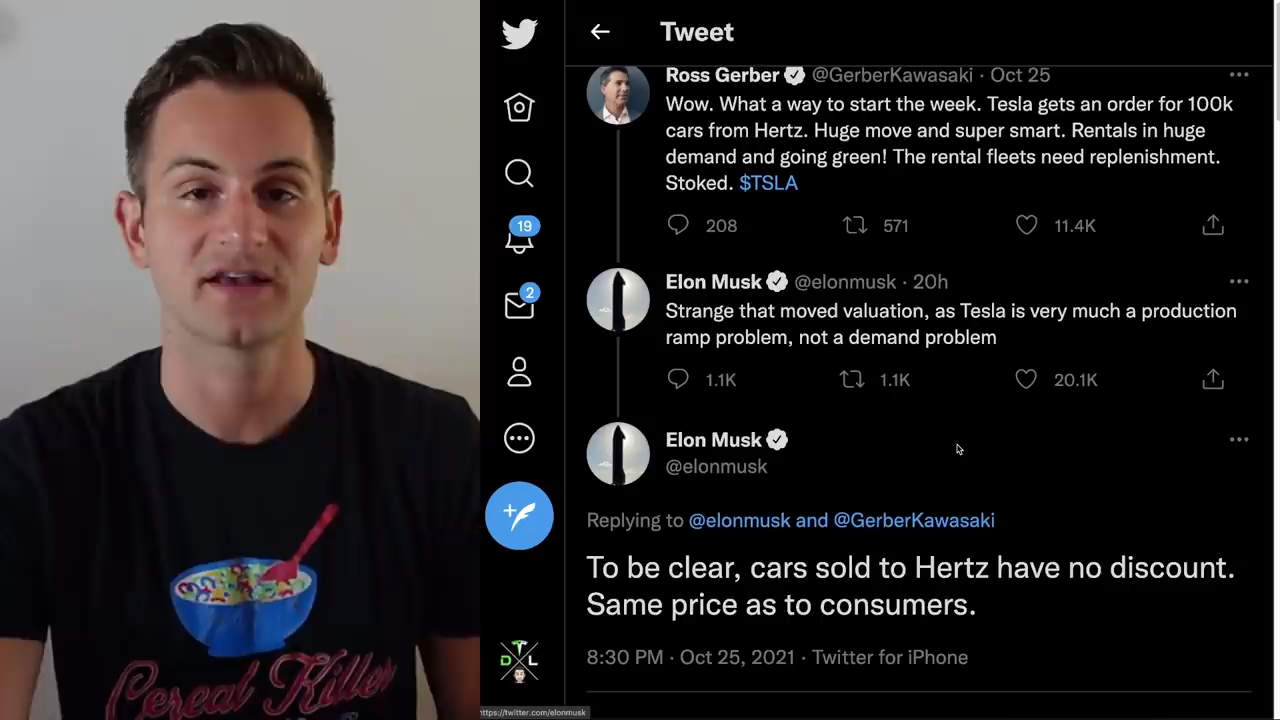 Tweet
Ross Gerber @GerberKawasaki · Oct 25
Wow. What a way to start the week. Tesla gets an order for 100k
cars from Hertz. Huge move and super smart. Rentals in huge
demand and going green! The rental fleets need replenishment.
Stoked. $TSLA
208 571 11.4K
19
Elon Musk @elonmusk · 20h
2
Strange that moved valuation, as Tesla is very much a production
ramp problem, not a demand problem
1.1K 1.1K 20.1K
Elon Musk
@elonmusk
Replying to @elonmusk and @GerberKawasaki
To be clear, cars sold to Hertz have no discount.
Same price as to consumers.
8:30 PM · Oct 25, 2021 · Twitter for iPhone
D L
https://twitter.com/elonmusk
Cereal Killer